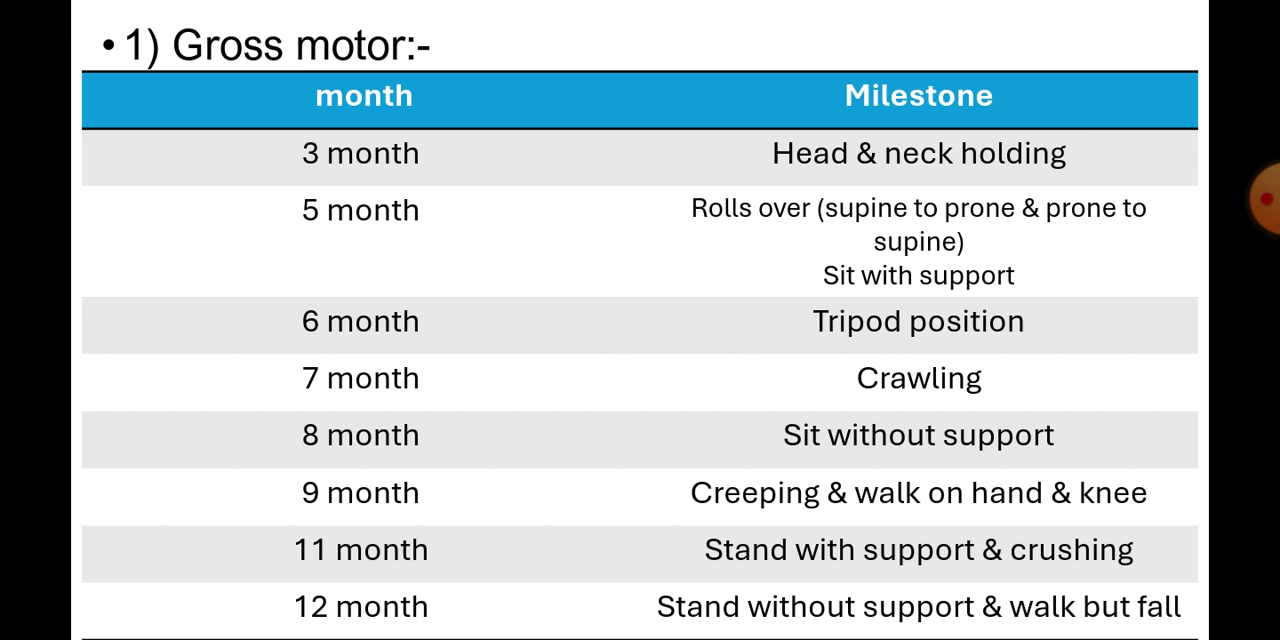 • 1) Gross motor:-
month Milestone
3 month Head & neck holding
5 month Rolls over (supine to prone & prone to
supine)
Sit with support
6 month Tripod position
7 month Crawling
8 month Sit without support
9 month Creeping & walk on hand & knee
11 month Stand with support & crushing
12 month Stand without support & walk but fall